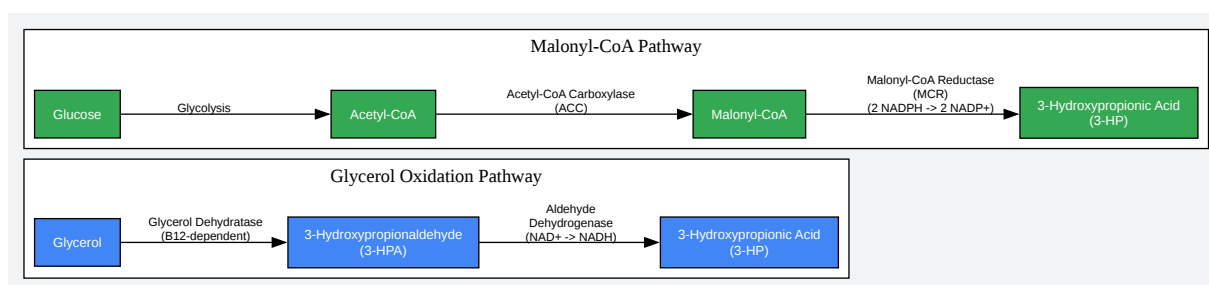 Malonyl-CoA Pathway
Glucose
Glycolysis
Acetyl-CoA
Acetyl-CoA Carboxylase
(ACC)
Malonyl-CoA
Malonyl-CoA Reductase
(MCR)
(2 NADPH -> 2 NADP+)
3-Hydroxypropionic Acid
(3-HP)
Glycerol Oxidation Pathway
Glycerol
Glycerol Dehydratase
(B12-dependent)
3-Hydroxypropionaldehyde
(3-HPA)
Aldehyde
Dehydrogenase
(NAD+ -> NADH)
3-Hydroxypropionic Acid
(3-HP)